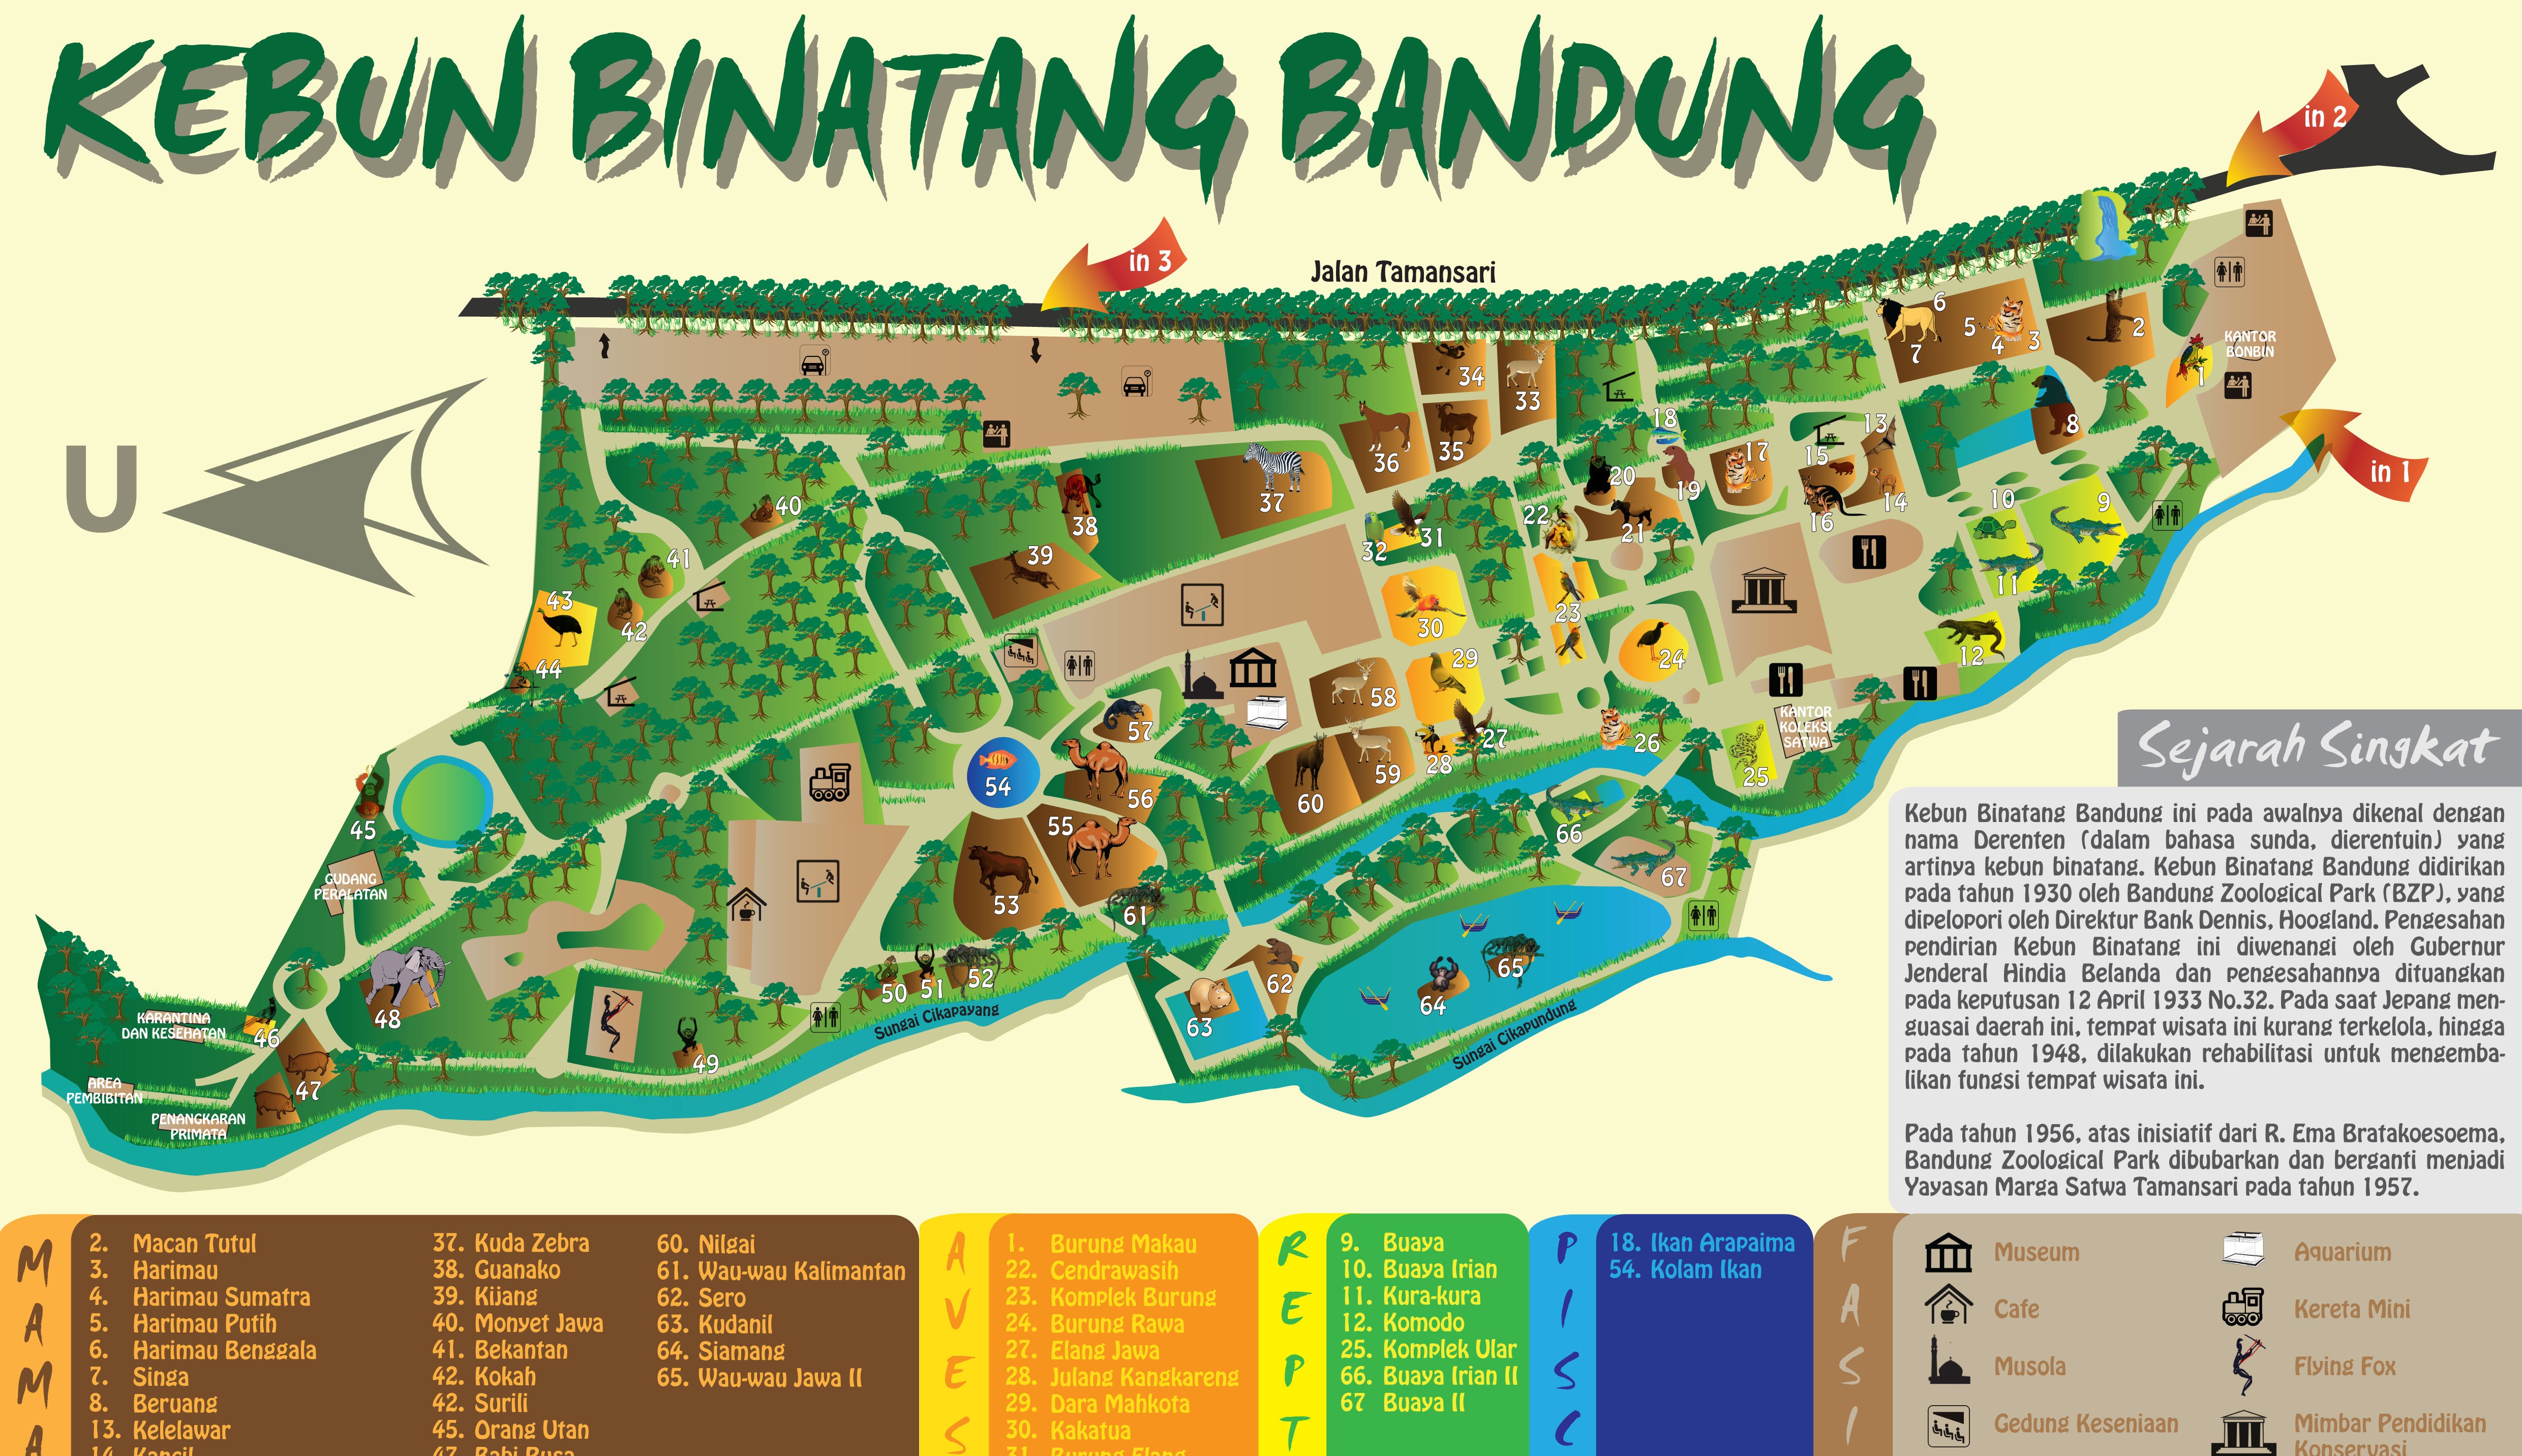 KEBUN BINATANG BANDUNG
in 2
in 3
Jalan Tamansari
in 1
U
KANTOR
BONBIN
1
2
3
4
5
6
7
8
9
10
11
12
13
14
15
16
17
18
19
20
21
22
23
24
25
26
27
28
29
30
31
32
33
34
35
36
37
38
39
40
41
42
43
44
45
46
47
48
49
50
51
52
53
54
55
56
57
58
59
60
61
62
63
64
65
66
67
KANTOR
KOLEKSI
SATWA
GUDANG
PERALATAN
KARANTINA
DAN KESEHATAN
AREA
PEMBIBITAN
PENANGKARAN
PRIMATA
Sungai Cikapayang
Sungai Cikapundung
Sejarah Singkat
Kebun Binatang Bandung ini pada awalnya dikenal dengan
nama Derenten (dalam bahasa sunda, dierentuin) yang
artinya kebun binatang. Kebun Binatang Bandung didirikan
pada tahun 1930 oleh Bandung Zoological Park (BZP), yang
dipelopori oleh Direktur Bank Dennis, Hoogland. Pengesahan
pendirian Kebun Binatang ini diwenangi oleh Gubernur
Jenderal Hindia Belanda dan pengesahannya dituangkan
pada keputusan 12 April 1933 No.32. Pada saat Jepang men-
guasai daerah ini, tempat wisata ini kurang terkelola, hingga
pada tahun 1948, dilakukan rehabilitasi untuk mengemba-
likan fungsi tempat wisata ini.
Pada tahun 1956, atas inisiatif dari R. Ema Bratakoesoema,
Bandung Zoological Park dibubarkan dan berganti menjadi
Yayasan Marga Satwa Tamansari pada tahun 1957.
MAMA
2. Macan Tutul
3. Harimau
4. Harimau Sumatra
5. Harimau Putih
6. Harimau Benggala
7. Singa
8. Beruang
13. Kelelawar
14. Kancil
37. Kuda Zebra
38. Guanako
39. Kijang
40. Monyet Jawa
41. Bekantan
42. Kokah
42. Surili
45. Orang Utan
47. Babi Rusa
60. Nilgai
61. Wau-wau Kalimantan
62. Sero
63. Kudanil
64. Siamang
65. Wau-wau Jawa II
AVES
1. Burung Makau
22. Cendrawasih
23. Komplek Burung
24. Burung Rawa
27. Elang Jawa
28. Julang Kangkareng
29. Dara Mahkota
30. Kakatua
31. Burung Elang
REPT
9. Buaya
10. Buaya Irian
11. Kura-kura
12. Komodo
25. Komplek Ular
66. Buaya Irian II
67 Buaya II
PISC
18. Ikan Arapaima
54. Kolam Ikan
FASI
Museum
Cafe
Musola
Gedung Keseniaan
Aquarium
Kereta Mini
Flying Fox
Mimbar Pendidikan
Konservasi